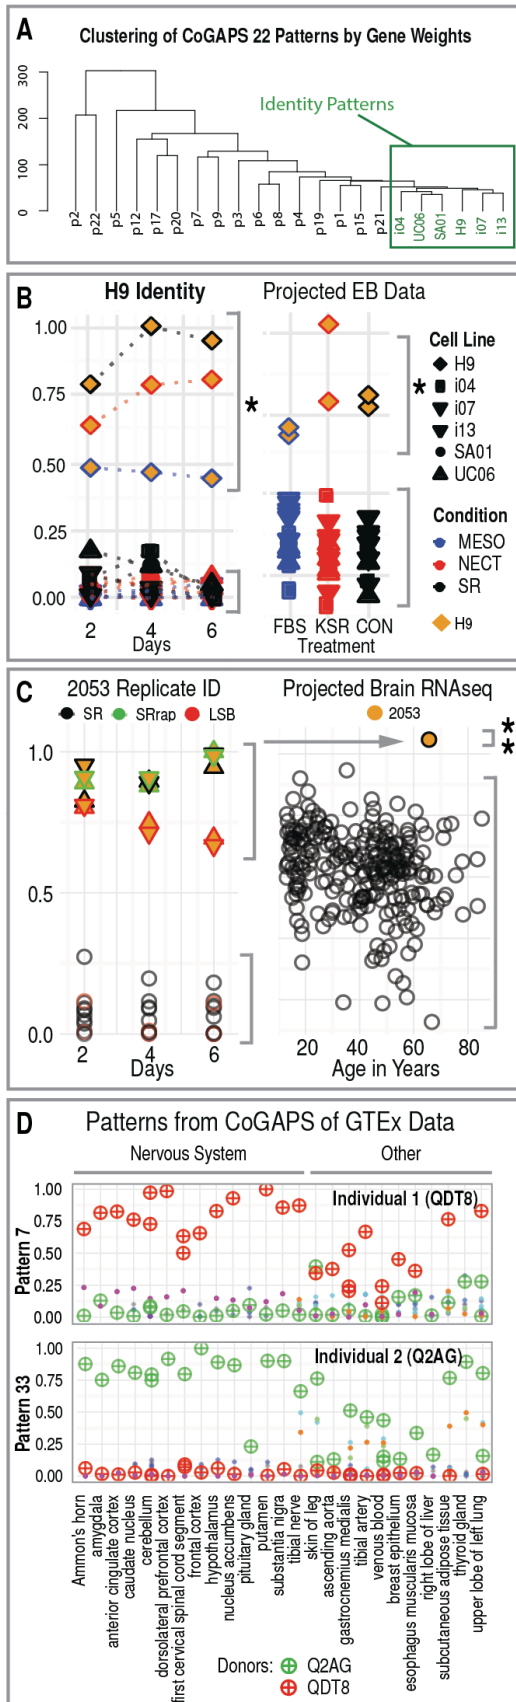 A
Clustering of CoGAPS 22 Patterns by Gene Weights
Identity Patterns
300
200
100
0
p2
p22
p5
p12
p17
p20
p7
p9
p3
p6
p8
p4
p19
p1
p15
p21
i04
UC06
SA01
H9
i07
i13
B
H9 Identity
Projected EB Data
1.00
0.75
0.50
0.25
0.00
2 4 6
Days
*
FBS KSR CON
Treatment
*
Cell Line
H9
i04
i07
i13
SA01
UC06
Condition
MESO
NECT
SR
H9
C
2053 Replicate ID
SR SRrap LSB
1.0
0.5
0.0
2 4 6
Days
Projected Brain RNAseq
2053
*
*
20 40 60 80
Age in Years
D
Patterns from CoGAPS of GTEx Data
Nervous System
Other
Individual 1 (QDT8)
Pattern 7
1.00
0.75
0.50
0.25
0.00
Individual 2 (Q2AG)
Pattern 33
1.00
0.75
0.50
0.25
0.00
Ammon's horn
amygdala
anterior cingulate cortex
caudate nucleus
cerebellum
dorsolateral prefrontal cortex
first cervical spinal cord segment
frontal cortex
hypothalamus
nucleus accumbens
pituitary gland
putamen
substantia nigra
tibial nerve
skin of leg
ascending aorta
gastrocnemius medialis
tibial artery
venous blood
breast epithelium
esophagus muscularis mucosa
right lobe of liver
subcutaneous adipose tissue
thyroid gland
upper lobe of left lung
Donors: Q2AG
QDT8